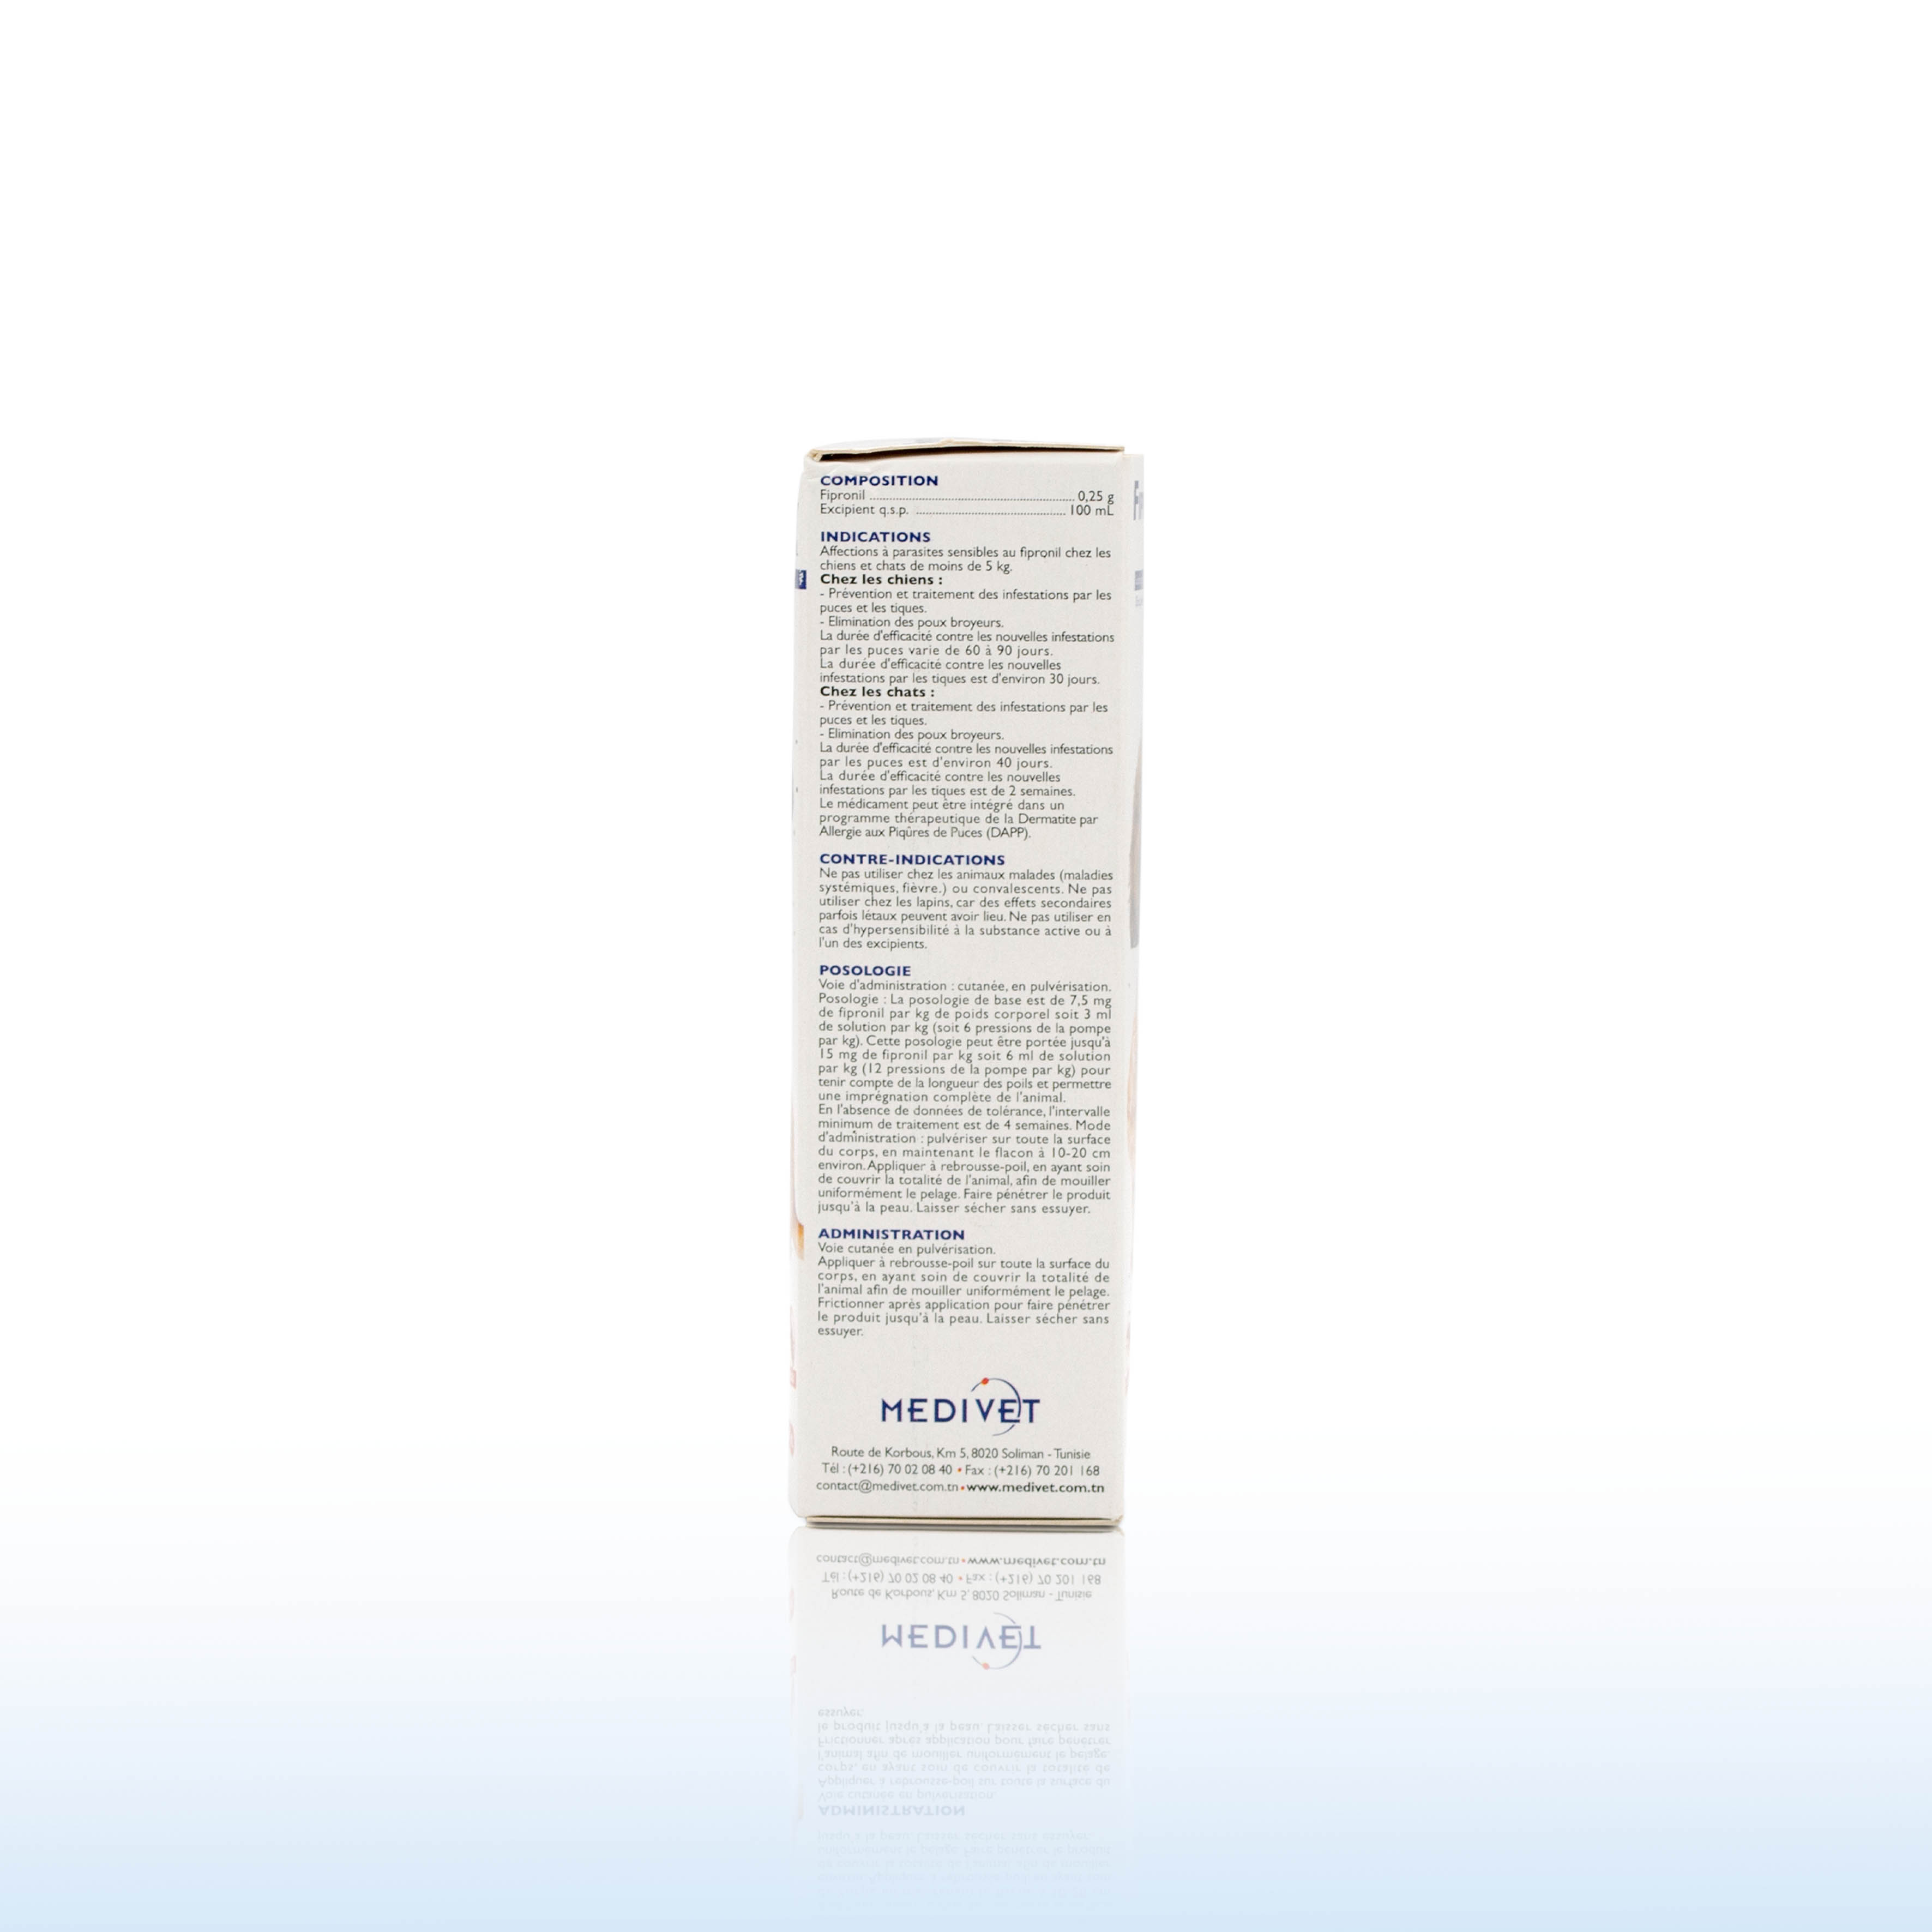 COMPOSITION
Fipronil ........................................................ 0,25 g
Excipient q.s.p. ......................................... 100 mL
INDICATIONS
Affections à parasites sensibles au fipronil chez les
chiens et chats de moins de 5 kg.
Chez les chiens :
- Prévention et traitement des infestations par les
puces et les tiques.
- Elimination des poux broyeurs.
La durée d'efficacité contre les nouvelles infestations
par les puces varie de 60 à 90 jours.
La durée d'efficacité contre les nouvelles
infestations par les tiques est d'environ 30 jours.
Chez les chats :
- Prévention et traitement des infestations par les
puces et les tiques.
- Elimination des poux broyeurs.
La durée d'efficacité contre les nouvelles infestations
par les puces est d'environ 40 jours.
La durée d'efficacité contre les nouvelles
infestations par les tiques est de 2 semaines.
Le médicament peut être intégré dans un
programme thérapeutique de la Dermatite par
Allergie aux Piqûres de Puces (DAPP).
CONTRE-INDICATIONS
Ne pas utiliser chez les animaux malades (maladies
systémiques, fièvre.) ou convalescents. Ne pas
utiliser chez les lapins, car des effets secondaires
parfois létaux peuvent avoir lieu. Ne pas utiliser en
cas d'hypersensibilité à la substance active ou à
l'un des excipients.
POSOLOGIE
Voie d'administration : cutanée, en pulvérisation.
Posologie : La posologie de base est de 7,5 mg
de fipronil par kg de poids corporel soit 3 ml
de solution par kg (soit 6 pressions de la pompe
par kg). Cette posologie peut être portée jusqu'à
15 mg de fipronil par kg soit 6 ml de solution
par kg (12 pressions de la pompe par kg) pour
tenir compte de la longueur des poils et permettre
une imprégnation complète de l'animal.
En l'absence de données de tolérance, l'intervalle
minimum de traitement est de 4 semaines. Mode
d'administration : pulvériser sur toute la surface
du corps, en maintenant le flacon à 10-20 cm
environ. Appliquer à rebrousse-poil, en ayant soin
de couvrir la totalité de l'animal, afin de mouiller
uniformément le pelage. Faire pénétrer le produit
jusqu'à la peau. Laisser sécher sans essuyer.
ADMINISTRATION
Voie cutanée en pulvérisation.
Appliquer à rebrousse-poil sur toute la surface du
corps, en ayant soin de couvrir la totalité de
l'animal afin de mouiller uniformément le pelage.
Frictionner après application pour faire pénétrer
le produit jusqu'à la peau. Laisser sécher sans
essuyer.
MEDIVET
Route de Korbous, Km 5, 8020 Soliman - Tunisie
Tél : (+216) 70 02 08 40 • Fax : (+216) 70 201 168
contact@medivet.com.tn • www.medivet.com.tn